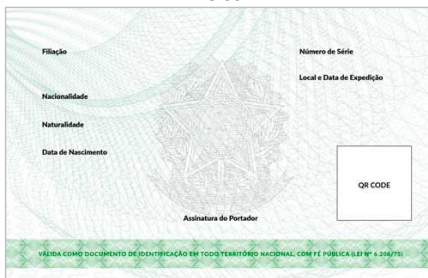 Filiação
Número de Série
Local e Data de Expedição
Nacionalidade
Naturalidade
Data de Nascimento
QR CODE
Assinatura do Portador
VÁLIDA COMO DOCUMENTO DE IDENTIFICAÇÃO EM TODO TERRITÓRIO NACIONAL, COM FÉ PÚBLICA (LEI Nº 6.206/75)